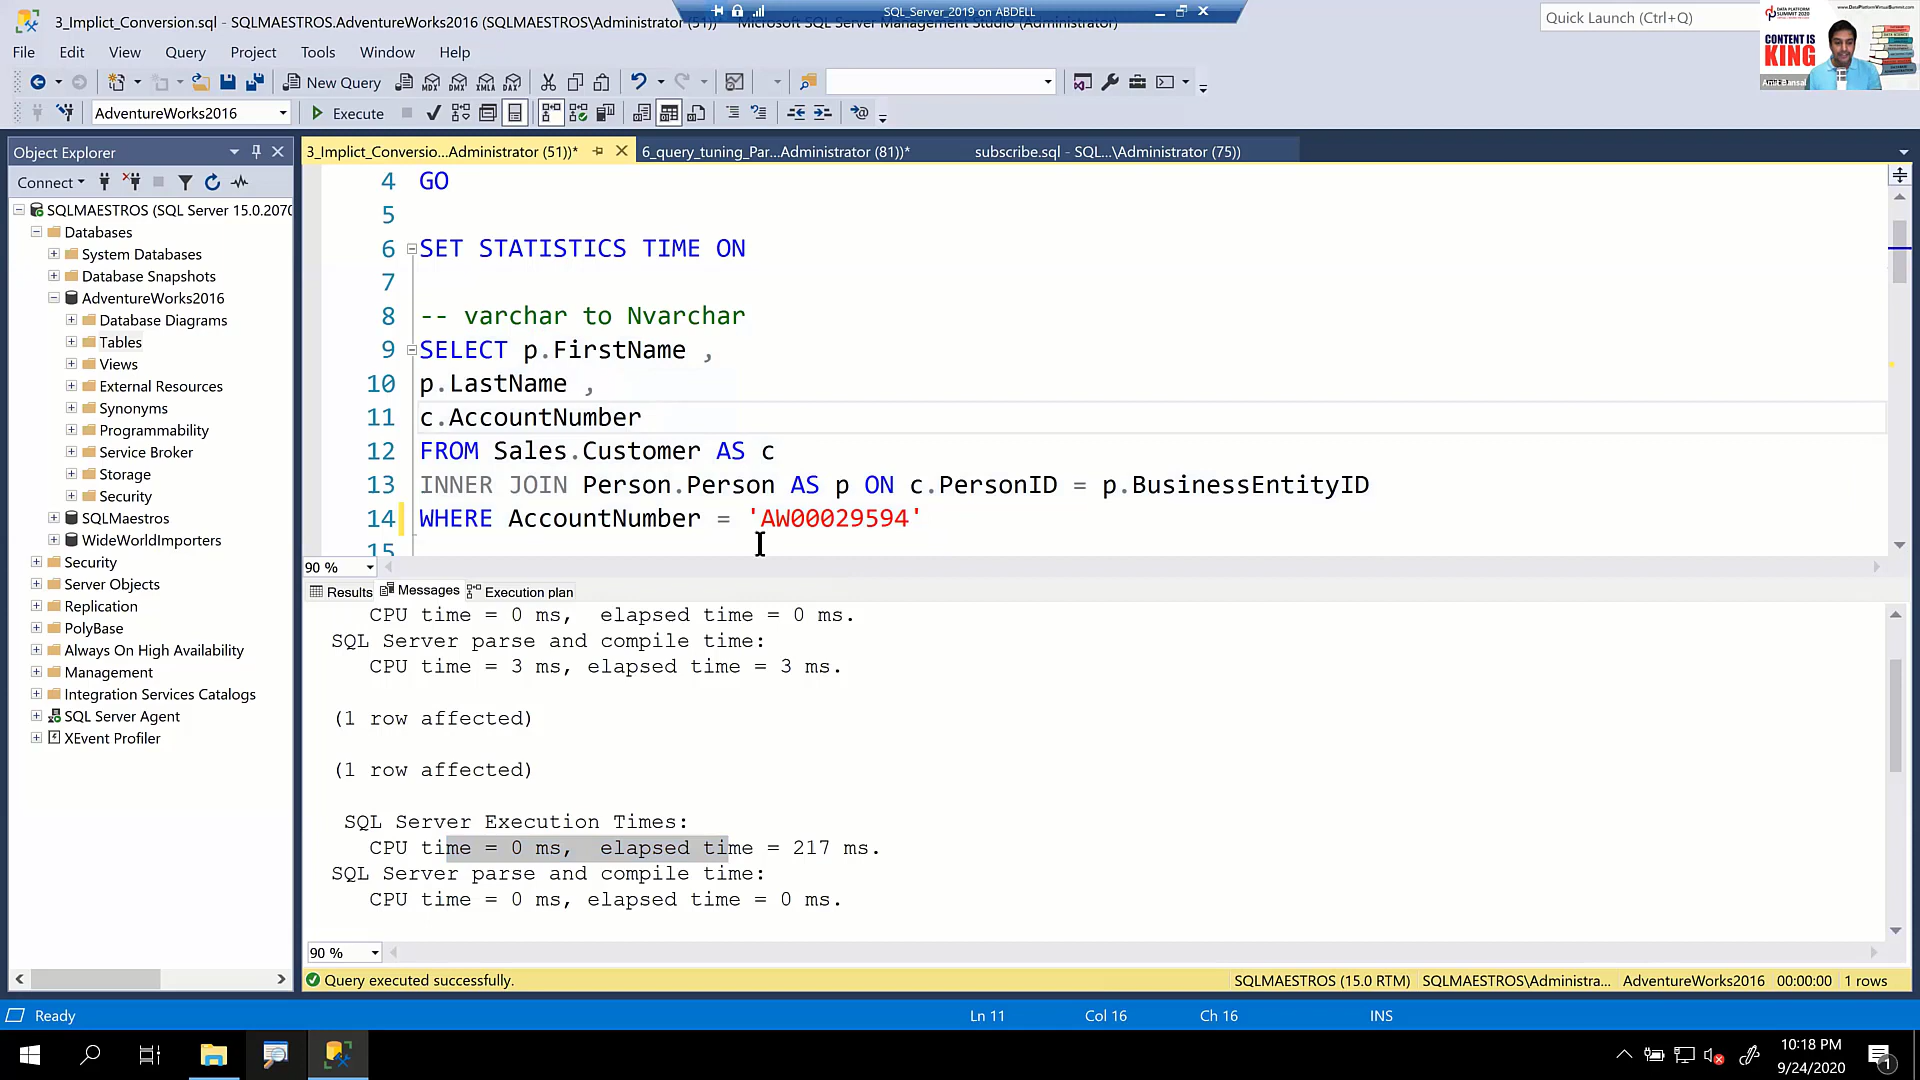 3_Implict_Conversion.sql - SQLMAESTROS.AdventureWorks2016 (SQLMAESTROS\Administrator (51))* - Microsoft SQL Server Management Studio (Administrator)
SQL_Server_2019 on ABDELL
Quick Launch (Ctrl+Q)
DATA PLATFORM
SUMMIT 2020
CONTENT IS
KING
File Edit View Query Project Tools Window Help
New Query
MDX DMX XMLA DAX
AdventureWorks2016
Execute
Object Explorer
3_Implict_Conversio...Administrator (51))*
6_query_tuning_Par...Administrator (81))*
subscribe.sql - SQL...\Administrator (75))
Connect
SQLMAESTROS (SQL Server 15.0.2070
Databases
System Databases
Database Snapshots
AdventureWorks2016
Database Diagrams
Tables
Views
External Resources
Synonyms
Programmability
Service Broker
Storage
Security
SQLMaestros
WideWorldImporters
Security
Server Objects
Replication
PolyBase
Always On High Availability
Management
Integration Services Catalogs
SQL Server Agent
XEvent Profiler
4 GO
5
6 SET STATISTICS TIME ON
7
8 -- varchar to Nvarchar
9 SELECT p.FirstName ,
10 p.LastName ,
11 c.AccountNumber
12 FROM Sales.Customer AS c
13 INNER JOIN Person.Person AS p ON c.PersonID = p.BusinessEntityID
14 WHERE AccountNumber = 'AW00029594'
15
90 %
Results Messages Execution plan
CPU time = 0 ms, elapsed time = 0 ms.
SQL Server parse and compile time:
CPU time = 3 ms, elapsed time = 3 ms.
(1 row affected)
(1 row affected)
SQL Server Execution Times:
CPU time = 0 ms, elapsed time = 217 ms.
SQL Server parse and compile time:
CPU time = 0 ms, elapsed time = 0 ms.
90 %
Query executed successfully.
SQLMAESTROS (15.0 RTM) SQLMAESTROS\Administra... AdventureWorks2016 00:00:00 1 rows
Ready
Ln 11 Col 16 Ch 16 INS
10:18 PM
9/24/2020
1